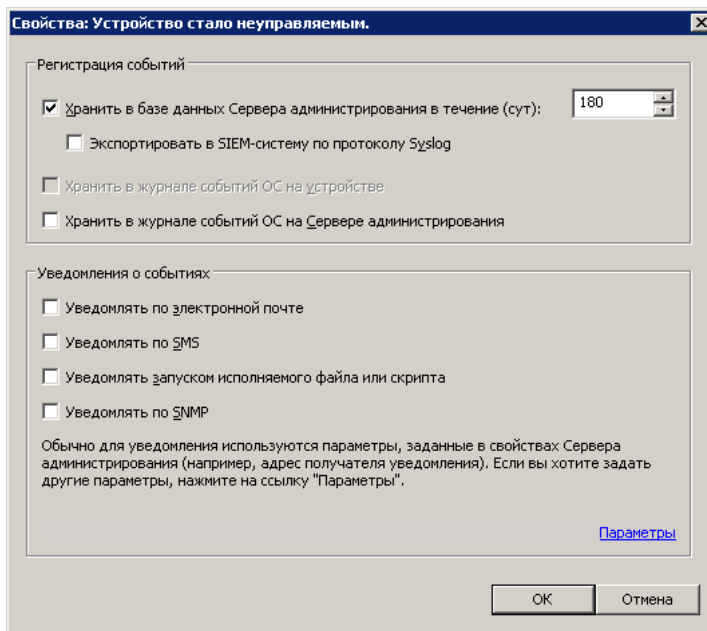 Свойства: Устройство стало неуправляемым.
Регистрация событий
Хранить в базе данных Сервера администрирования в течение (сут):
180
Экспортировать в SIEM-систему по протоколу Syslog
Хранить в журнале событий ОС на устройстве
Хранить в журнале событий ОС на Сервере администрирования
Уведомления о событиях
Уведомлять по электронной почте
Уведомлять по SMS
Уведомлять запуском исполняемого файла или скрипта
Уведомлять по SNMP
Обычно для уведомления используются параметры, заданные в свойствах Сервера
администрирования (например, адрес получателя уведомления). Если вы хотите задать
другие параметры, нажмите на ссылку "Параметры".
Параметры
ОК
Отмена